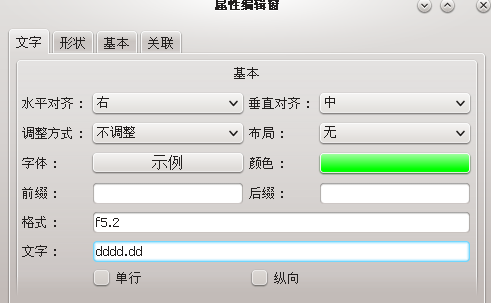 属性编辑窗
文字 形状 基本 关联
基本
水平对齐： 右 垂直对齐： 中
调整方式： 不调整 布局： 无
字体： 示例 颜色：
前缀： 后缀：
格式： f5.2
文字： dddd.dd
单行 纵向